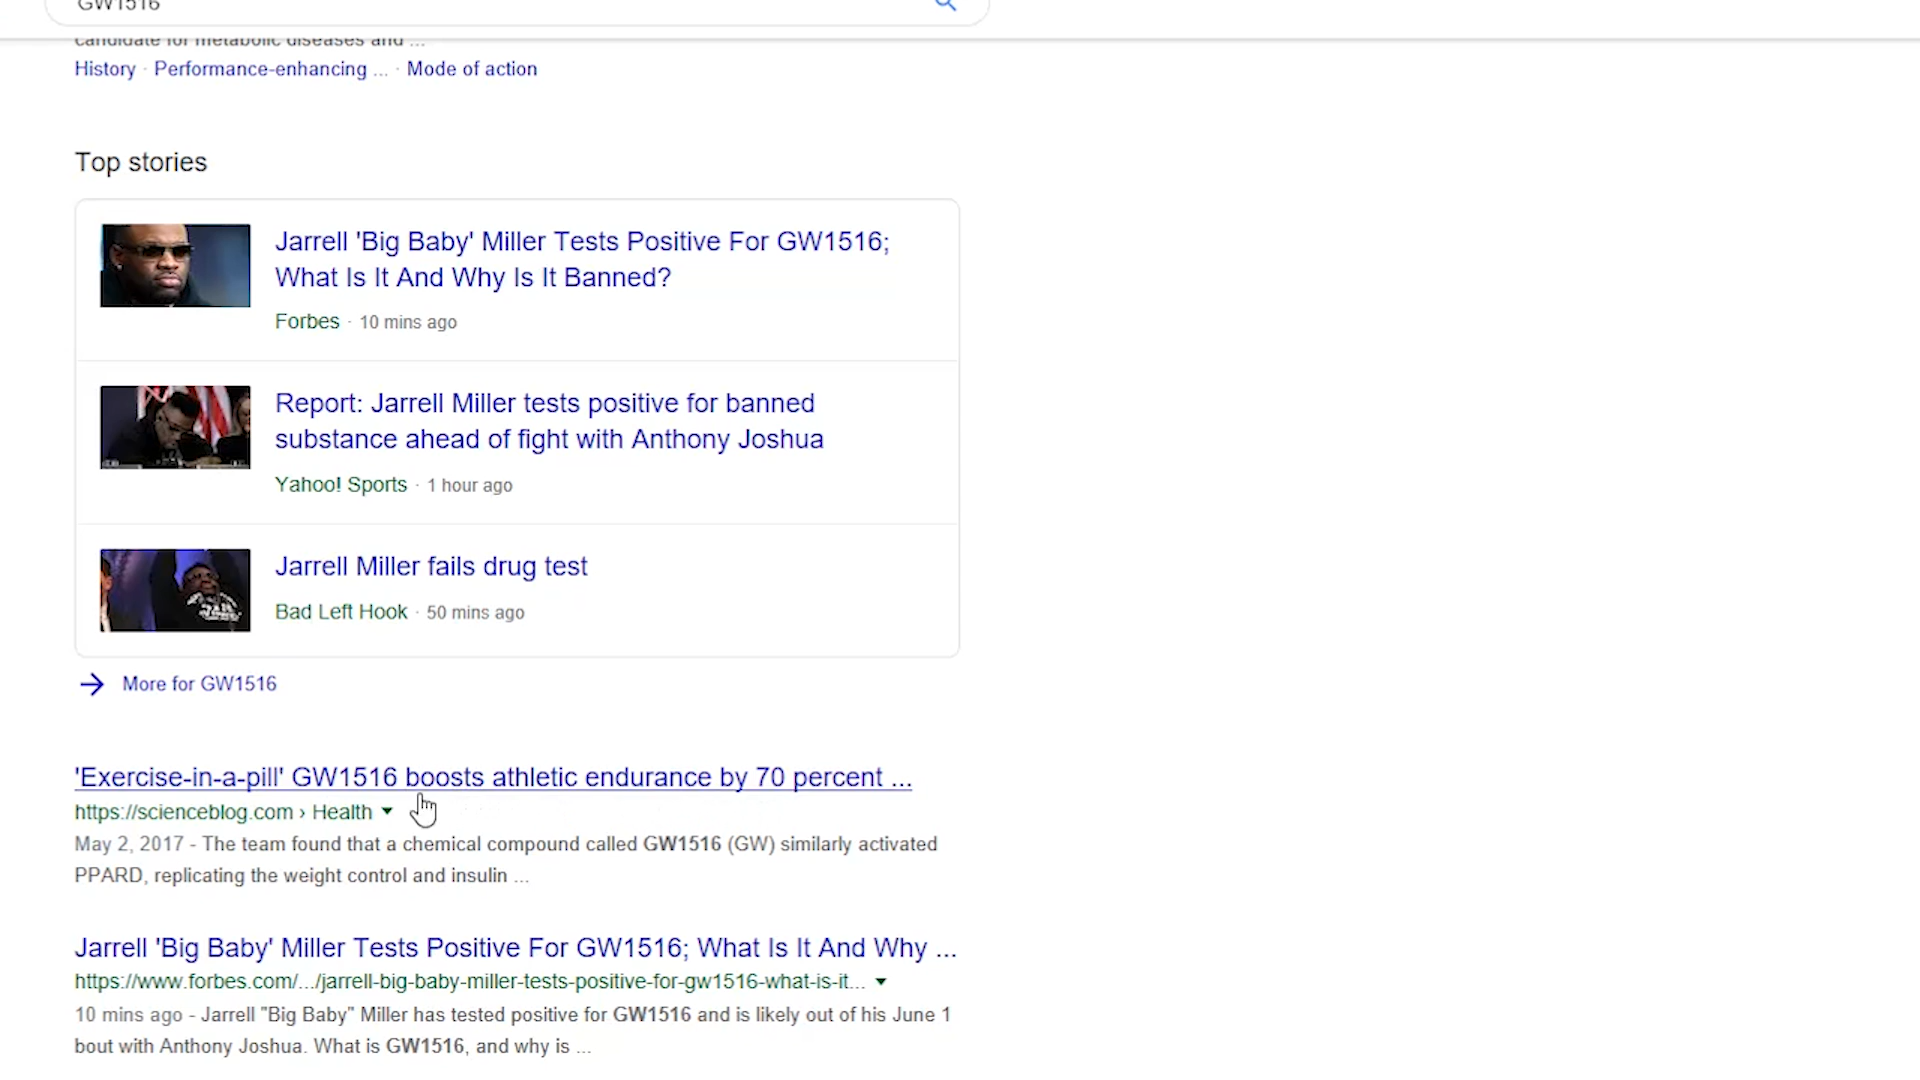 GW1516
candidate for metabolic diseases and ...
History · Performance-enhancing ... · Mode of action
Top stories
Jarrell 'Big Baby' Miller Tests Positive For GW1516;
What Is It And Why Is It Banned?
Forbes · 10 mins ago
Report: Jarrell Miller tests positive for banned
substance ahead of fight with Anthony Joshua
Yahoo! Sports · 1 hour ago
Jarrell Miller fails drug test
Bad Left Hook · 50 mins ago
More for GW1516
'Exercise-in-a-pill' GW1516 boosts athletic endurance by 70 percent ...
https://scienceblog.com › Health
May 2, 2017 - The team found that a chemical compound called GW1516 (GW) similarly activated
PPARD, replicating the weight control and insulin ...
Jarrell 'Big Baby' Miller Tests Positive For GW1516; What Is It And Why ...
https://www.forbes.com/.../jarrell-big-baby-miller-tests-positive-for-gw1516-what-is-it...
10 mins ago - Jarrell "Big Baby" Miller has tested positive for GW1516 and is likely out of his June 1
bout with Anthony Joshua. What is GW1516, and why is ...